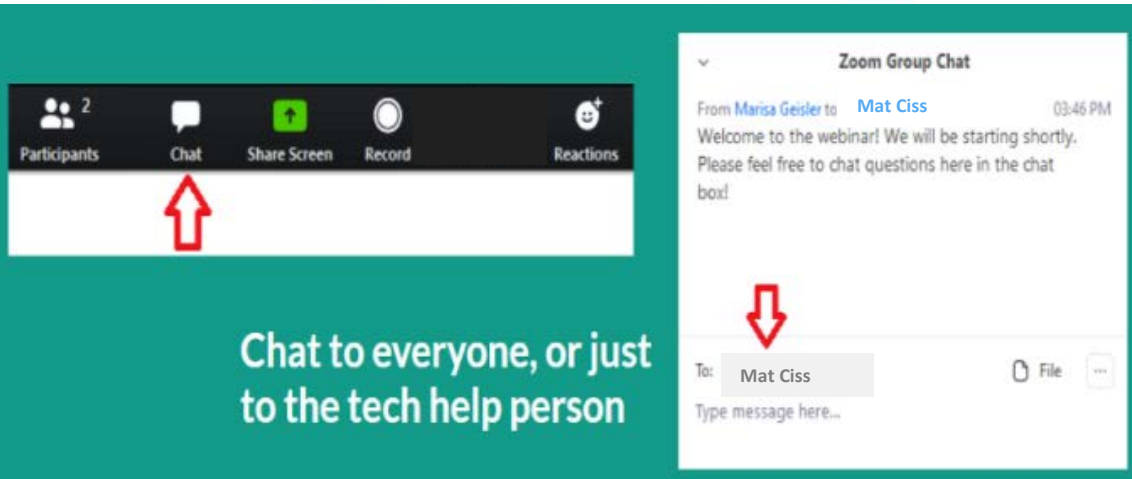 2
Participants
Chat
Share Screen
Record
Reactions
Chat to everyone, or just
to the tech help person
Zoom Group Chat
From Marisa Geisler to Mat Ciss 03:46 PM
Welcome to the webinar! We will be starting shortly.
Please feel free to chat questions here in the chat
box!
To: Mat Ciss File ...
Type message here...